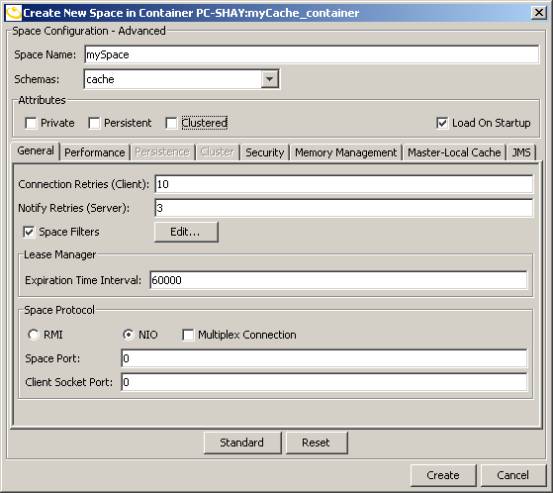 Create New Space in Container PC-SHAY:myCache_container
Space Configuration - Advanced
Space Name: mySpace
Schemas: cache
Attributes
Private Persistent Clustered Load On Startup
General Performance Persistence Cluster Security Memory Management Master-Local Cache JMS
Connection Retries (Client): 10
Notify Retries (Server): 3
Space Filters Edit...
Lease Manager
Expiration Time Interval: 60000
Space Protocol
RMI NIO Multiplex Connection
Space Port: 0
Client Socket Port: 0
Standard Reset
Create Cancel